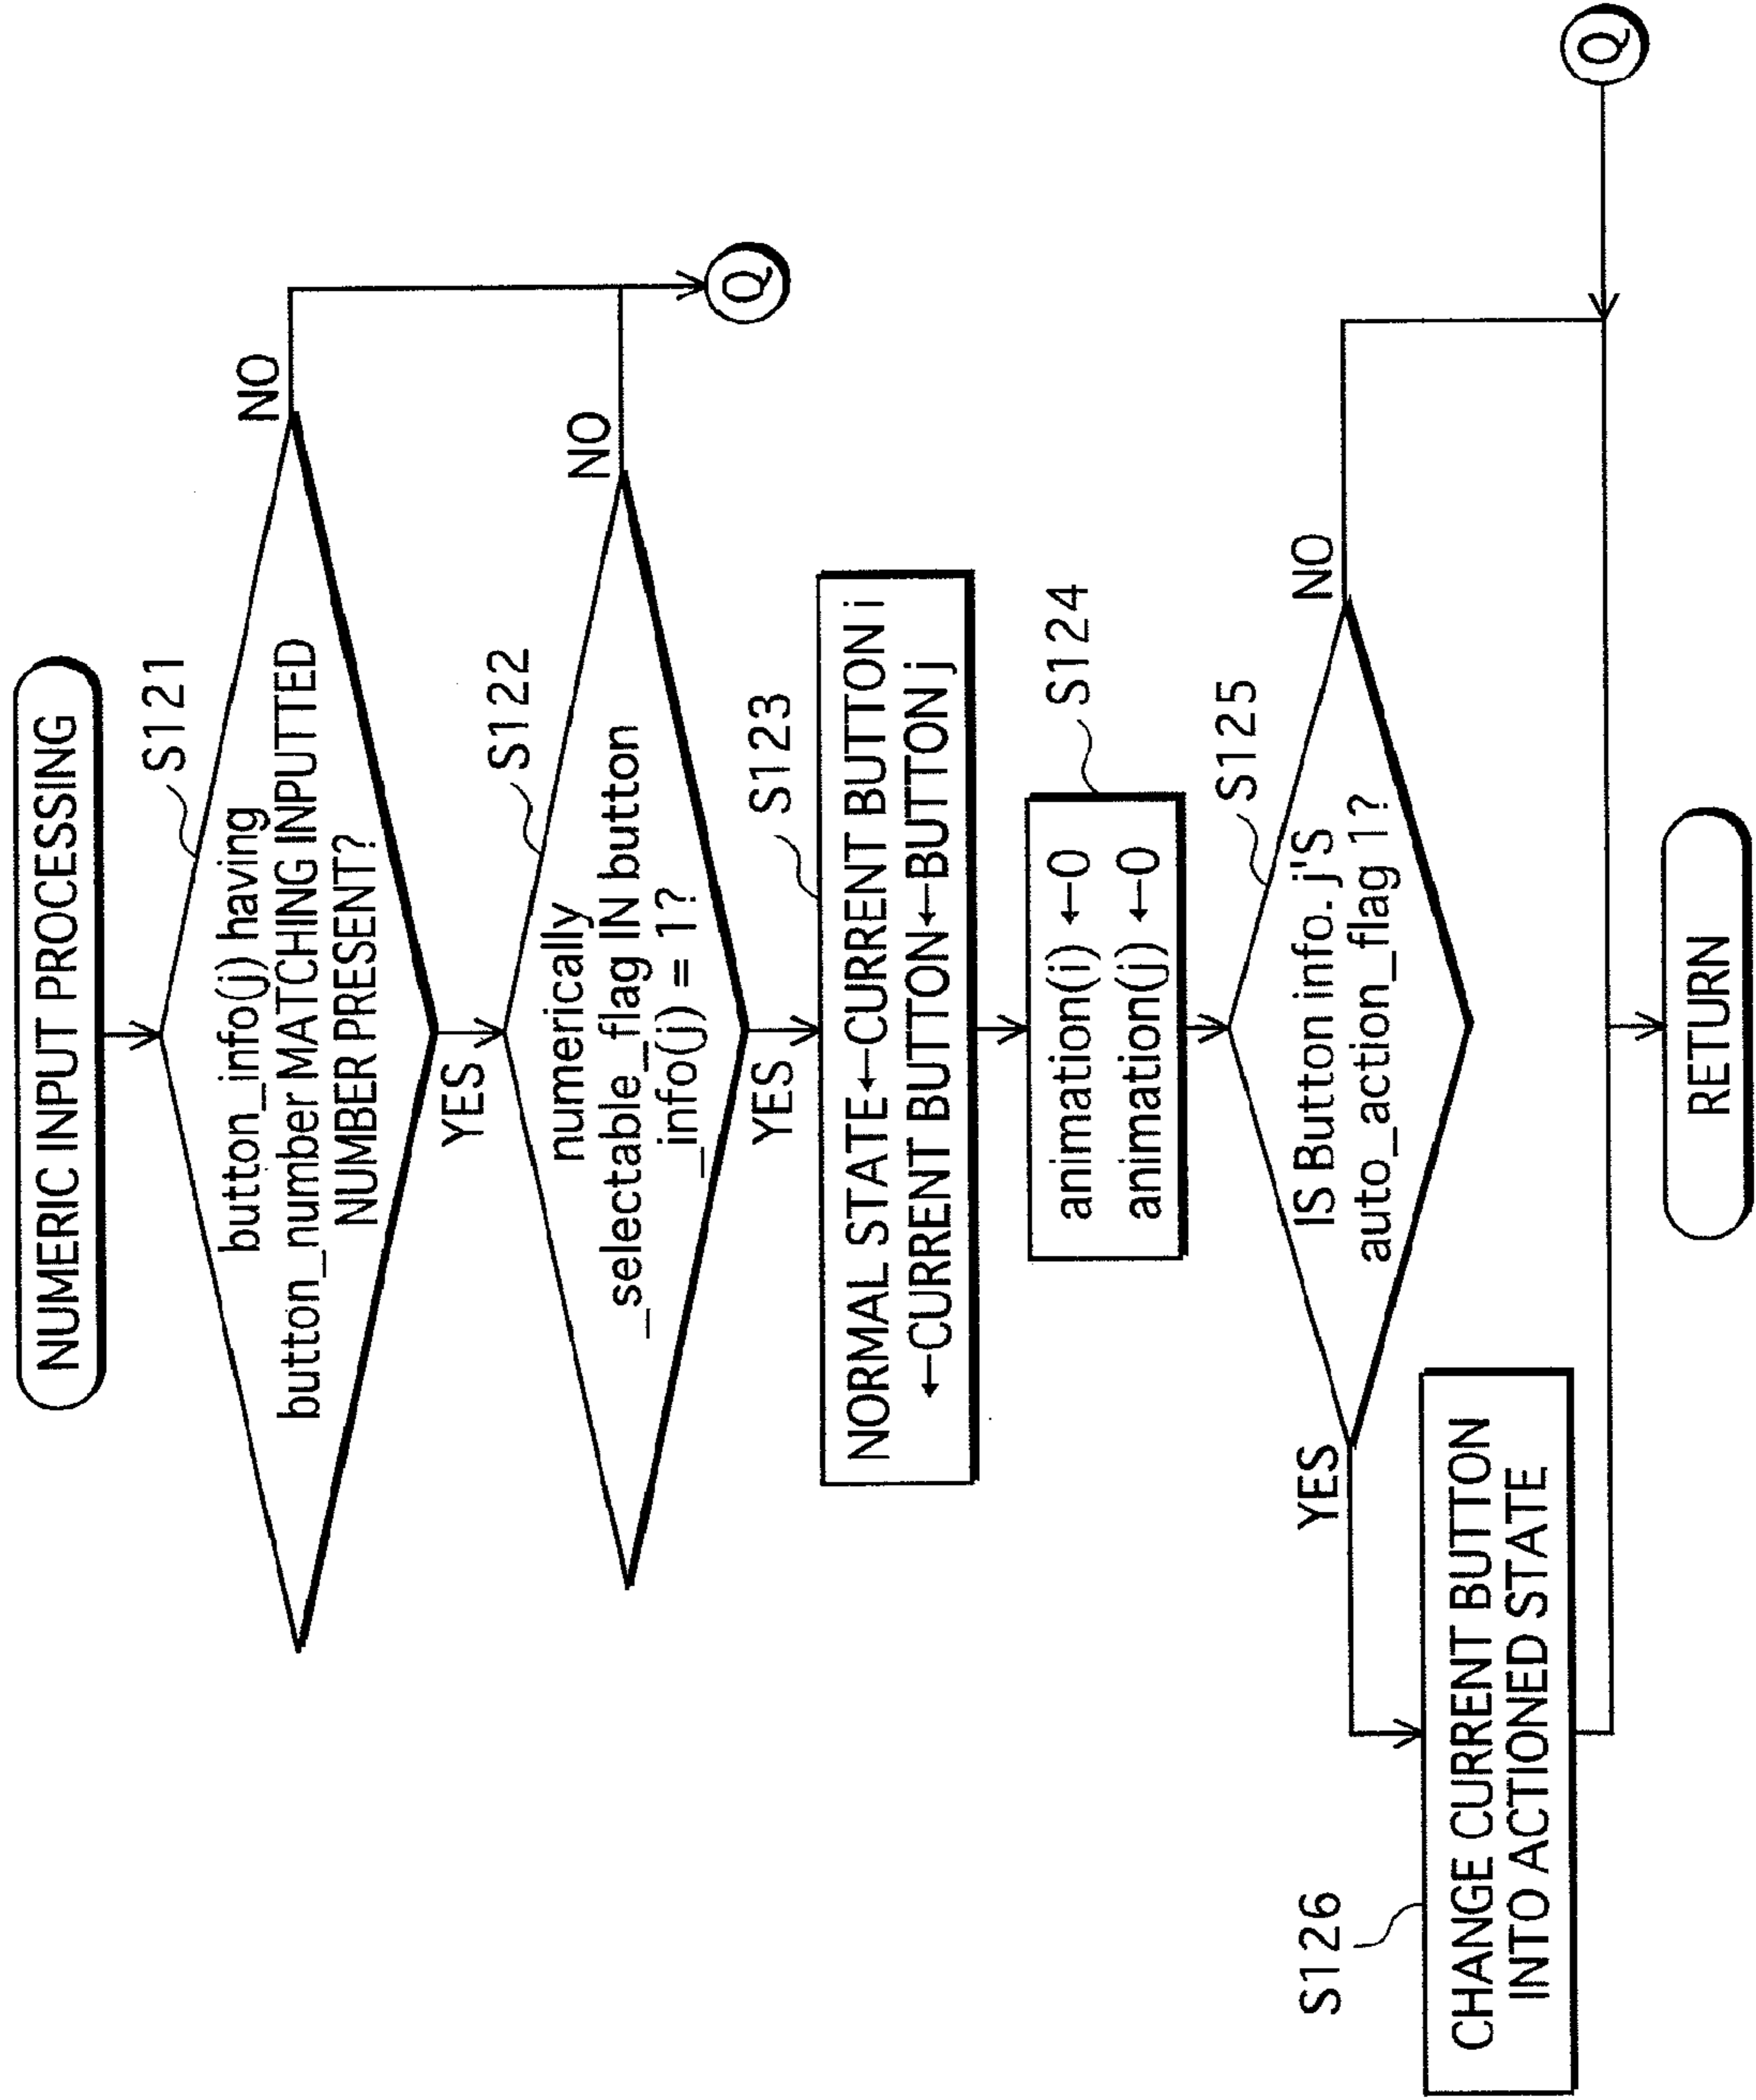 NUMERIC INPUT PROCESSING
S121
button_info(j) having
button_number MATCHING INPUTTED
NUMBER PRESENT?
NO
YES
S122
numerically
_selectable_flag IN button
_info(j) = 1?
NO
Q
YES
S123
NORMAL STATE←CURRENT BUTTON i
←CURRENT BUTTON←BUTTON j
S124
animation(i) ←0
animation(j) ←0
S125
IS Button info. j'S
auto_action_flag 1?
NO
YES
S126
CHANGE CURRENT BUTTON
INTO ACTIONED STATE
Q
RETURN